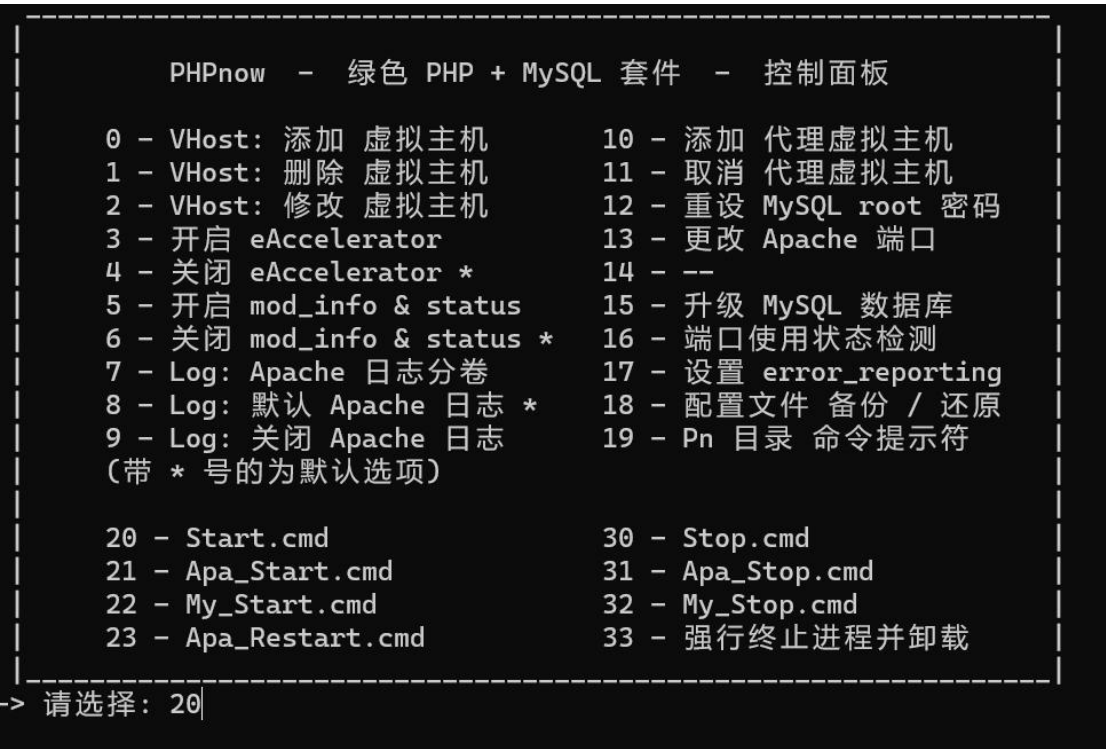 PHPnow - 绿色 PHP + MySQL 套件 - 控制面板
0 - VHost: 添加 虚拟主机 10 - 添加 代理虚拟主机
1 - VHost: 删除 虚拟主机 11 - 取消 代理虚拟主机
2 - VHost: 修改 虚拟主机 12 - 重设 MySQL root 密码
3 - 开启 eAccelerator 13 - 更改 Apache 端口
4 - 关闭 eAccelerator * 14 - --
5 - 开启 mod_info & status 15 - 升级 MySQL 数据库
6 - 关闭 mod_info & status * 16 - 端口使用状态检测
7 - Log: Apache 日志分卷 17 - 设置 error_reporting
8 - Log: 默认 Apache 日志 * 18 - 配置文件 备份 / 还原
9 - Log: 关闭 Apache 日志 19 - Pn 目录 命令提示符
(带 * 号的为默认选项)
20 - Start.cmd 30 - Stop.cmd
21 - Apa_Start.cmd 31 - Apa_Stop.cmd
22 - My_Start.cmd 32 - My_Stop.cmd
23 - Apa_Restart.cmd 33 - 强行终止进程并卸载
-> 请选择: 20